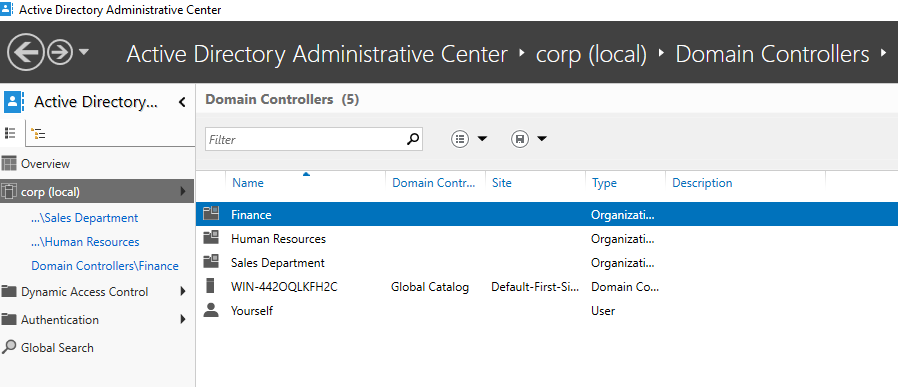 Active Directory Administrative Center
Active Directory Administrative Center • corp (local) • Domain Controllers •
Active Directory...
Overview
corp (local)
...\Sales Department
...\Human Resources
Domain Controllers\Finance
Dynamic Access Control
Authentication
Global Search
Domain Controllers (5)
Filter
Name Domain Contr... Site Type Description
Finance Organizati...
Human Resources Organizati...
Sales Department Organizati...
WIN-442OQLKFH2C Global Catalog Default-First-Si... Domain Co...
Yourself User